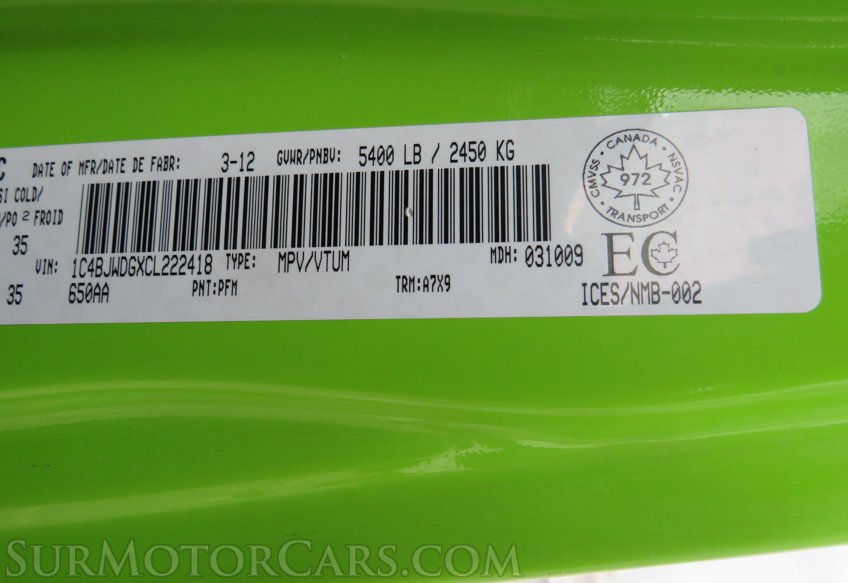 C DATE OF MFR/DATE DE FABR: 3-12 GVWR/PNBV: 5400 LB / 2450 KG
SI COLD/
/PO 2 FROID
35
VIN: 1C4BJWDGXCL222418 TYPE: MPV/VTUM MDH: 031009
35 650AA PNT:PFM TRM:A7X9
CANADA
CMVSS NSVAC
972
TRANSPORT
EC
ICES/NMB-002
SURMOTORCARS.COM